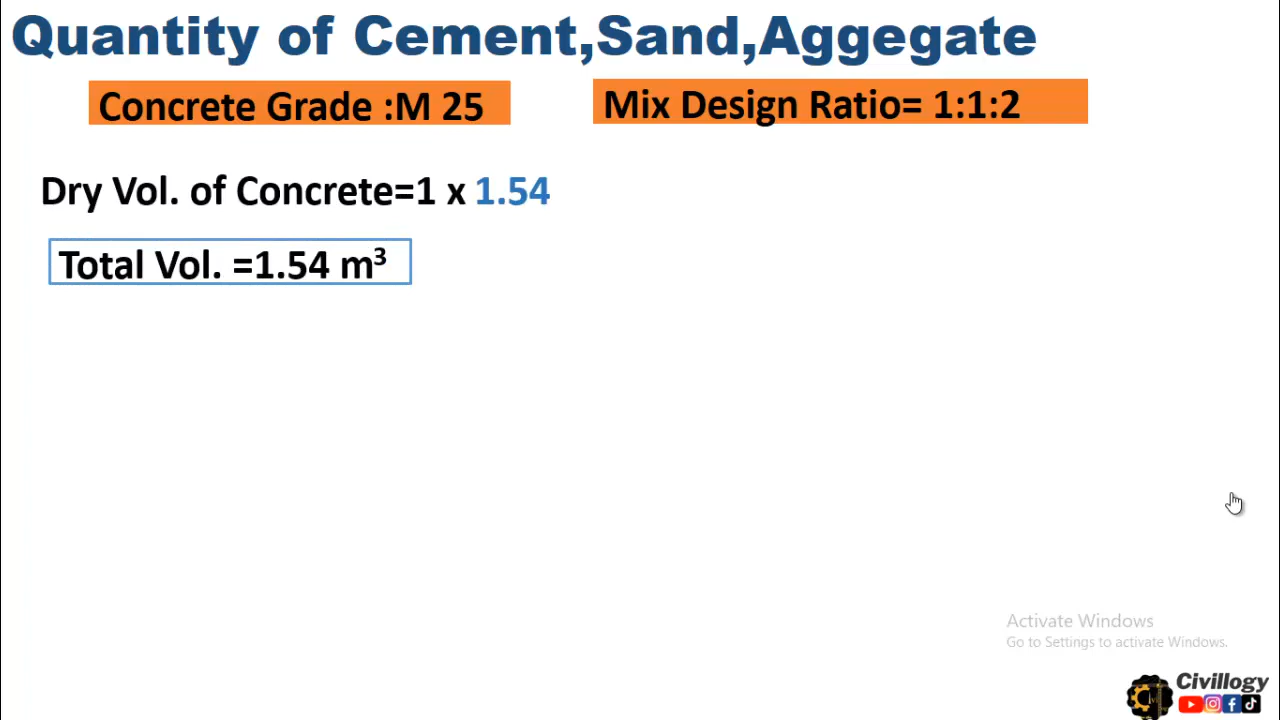 Quantity of Cement,Sand,Aggegate
Concrete Grade :M 25
Mix Design Ratio= 1:1:2
Dry Vol. of Concrete=1 x 1.54
Total Vol. =1.54 m³
Activate Windows
Go to Settings to activate Windows.
Civillogy